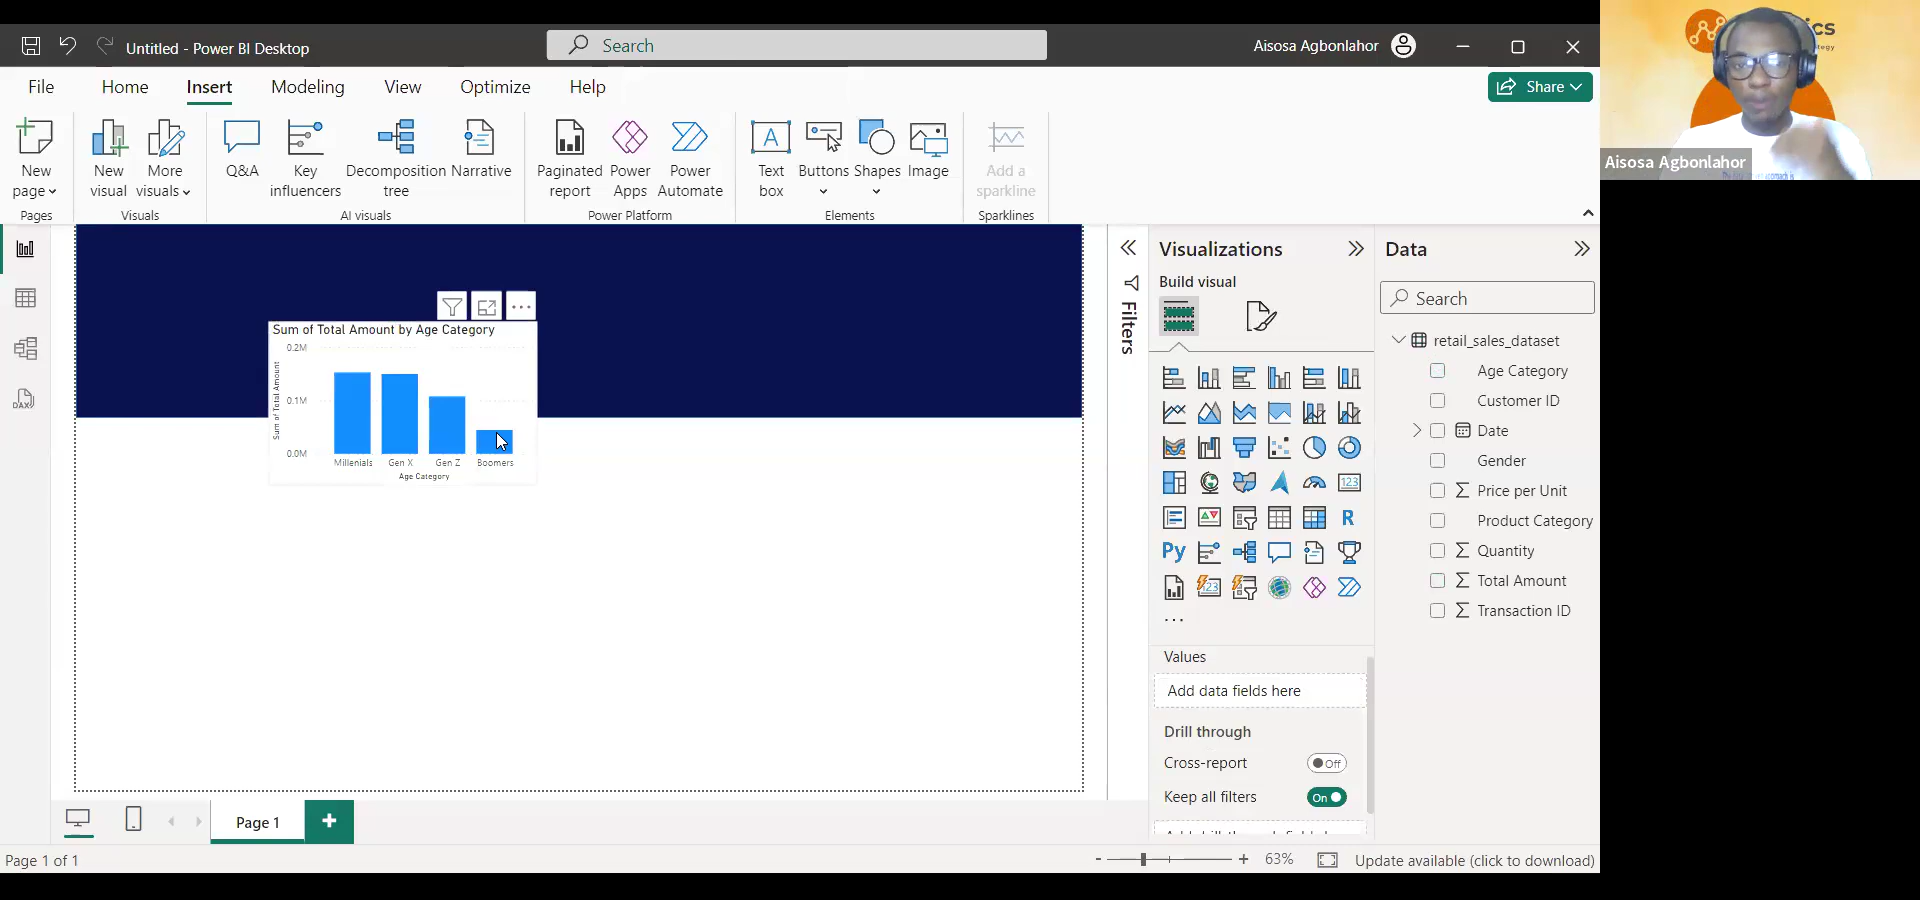 Untitled - Power BI Desktop
Search
Aisosa Agbonlahor
File
Home
Insert
Modeling
View
Optimize
Help
Share
New page
New visual
More visuals
Q&A
Key influencers
Decomposition tree
Narrative
Paginated report
Power Apps
Power Automate
A
Text box
Buttons
Shapes
Image
Add a sparkline
Pages
Visuals
AI visuals
Power Platform
Elements
Sparklines
Aisosa Agbonlahor
DAX
Sum of Total Amount by Age Category
0.2M
0.1M
0.0M
Sum of Total Amount
Millenials
Gen X
Gen Z
Boomers
Age Category
Filters
Visualizations
Build visual
123
R
Py
123
Values
Add data fields here
Drill through
Cross-report
Off
Keep all filters
On
Data
Search
retail_sales_dataset
Age Category
Customer ID
Date
Gender
Price per Unit
Product Category
Quantity
Total Amount
Transaction ID
Page 1
Page 1 of 1
63%
Update available (click to download)